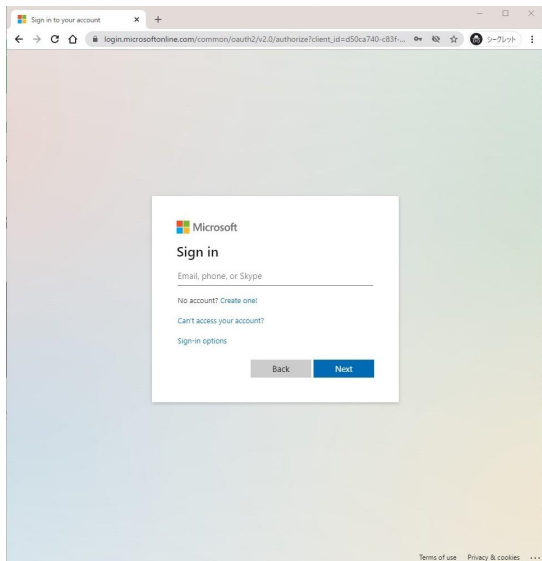 Sign in to your account
login.microsoftonline.com/common/oauth2/v2.0/authorize?client_id=d50ca740-c83f-...
シークレット
Microsoft
Sign in
Email, phone, or Skype
No account? Create one!
Can't access your account?
Sign-in options
Back Next
Terms of use Privacy & cookies ...